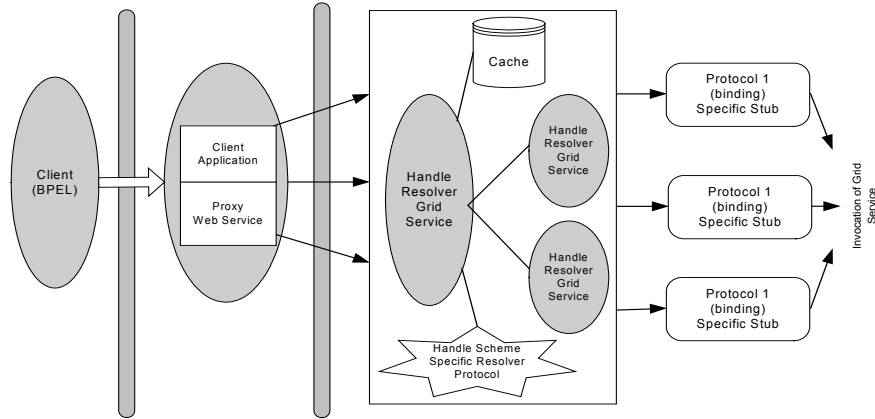 Client
(BPEL)
Client
Application
Proxy
Web Service
Cache
Handle
Resolver
Grid
Service
Handle
Resolver
Grid
Service
Handle
Resolver
Grid
Service
Handle Scheme
Specific Resolver
Protocol
Protocol 1
(binding)
Specific Stub
Protocol 1
(binding)
Specific Stub
Protocol 1
(binding)
Specific Stub
Invocation of Grid
Service